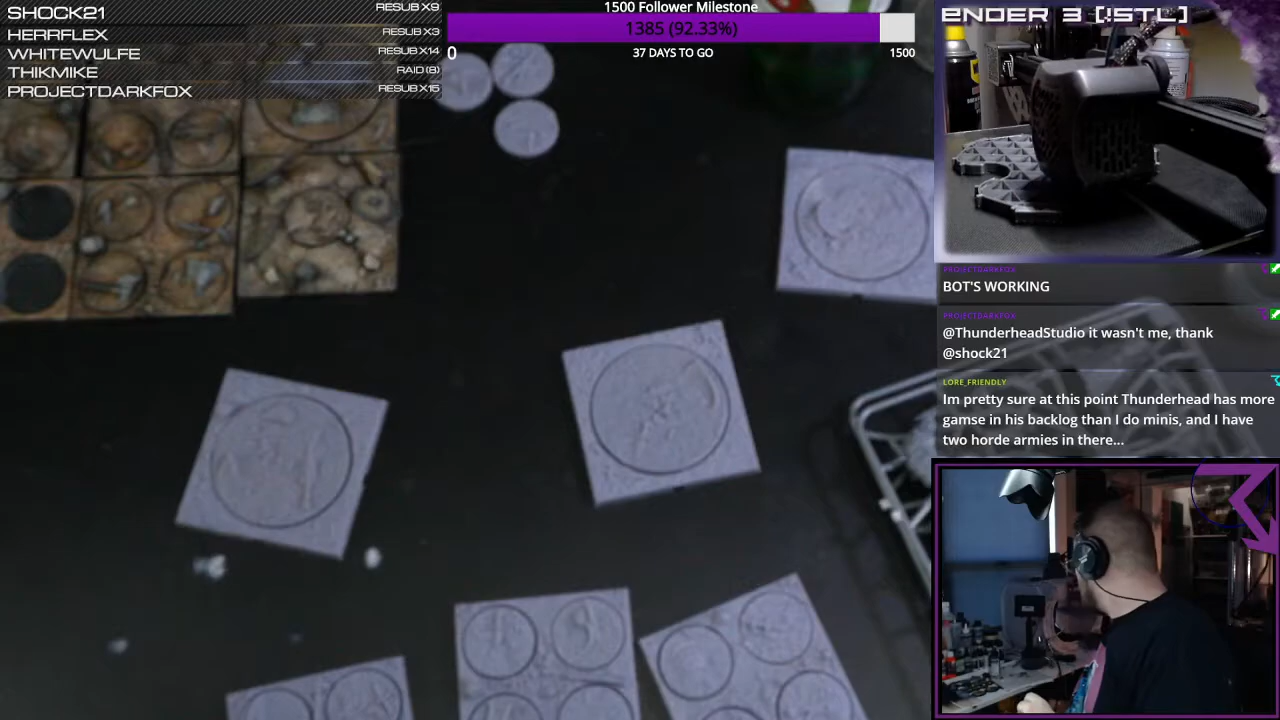 SHOCK21 RESUB X9
HERRFLEX RESUB X3
WHITEWULFE RESUB X14
THIKMIKE RAID (8)
PROJECTDARKFOX RESUB X15
1500 Follower Milestone
1385 (92.33%)
0 37 DAYS TO GO 1500
ENDER 3 [!STL]
PROJECTDARKFOX
BOT'S WORKING
PROJECTDARKFOX
@ThunderheadStudio it wasn't me, thank
@shock21
LORE_FRIENDLY
Im pretty sure at this point Thunderhead has more
gamse in his backlog than I do minis, and I have
two horde armies in there...